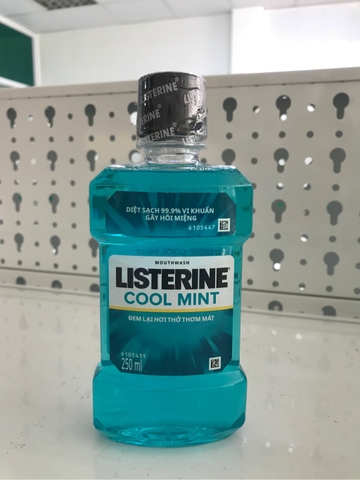 LISTERINE
DIỆT SẠCH 99,9% VI KHUẨN
GÂY HÔI MIỆNG
6105447
MOUTHWASH
LISTERINE
COOL MINT
ĐEM LẠI HƠI THỞ THƠM MÁT
6105435
250 ml